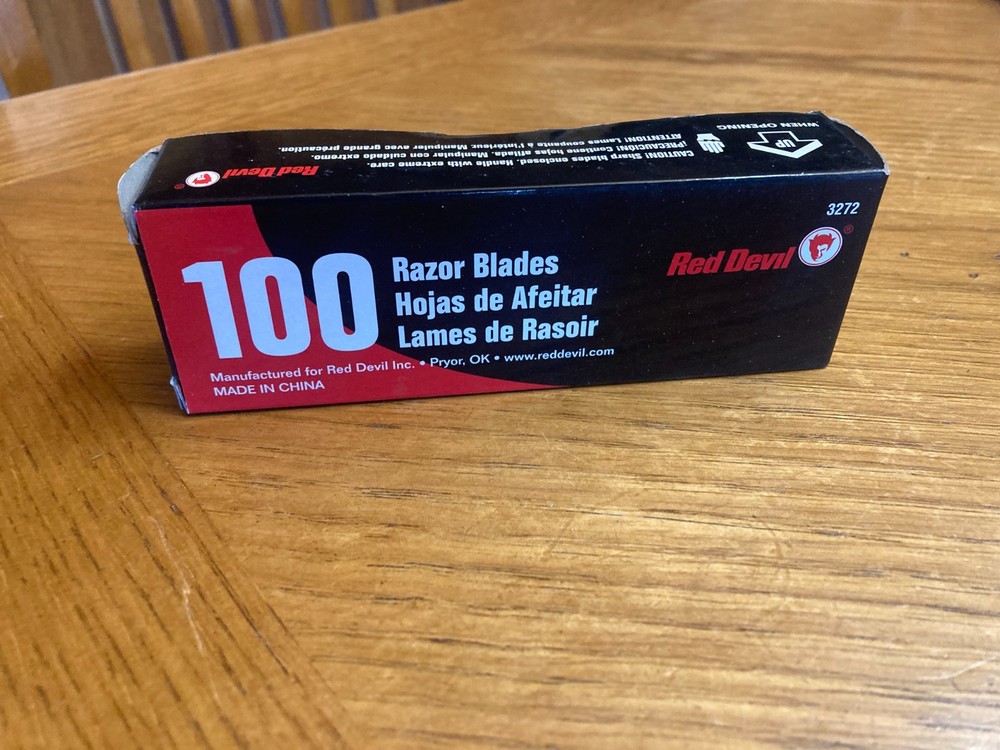 WHEN OPENING
UP
CAUTION! Sharp blades enclosed. Handle with extreme care.
¡PRECAUCION! Contiene hojas afilada. Manipular con cuidado extremo.
ATTENTION! Lames coupante à l'intérieur. Manipuler avec grande précaution.
Red Devil ®
3272
Red Devil ®
100
Razor Blades
Hojas de Afeitar
Lames de Rasoir
Manufactured for Red Devil Inc. • Pryor, OK • www.reddevil.com
MADE IN CHINA